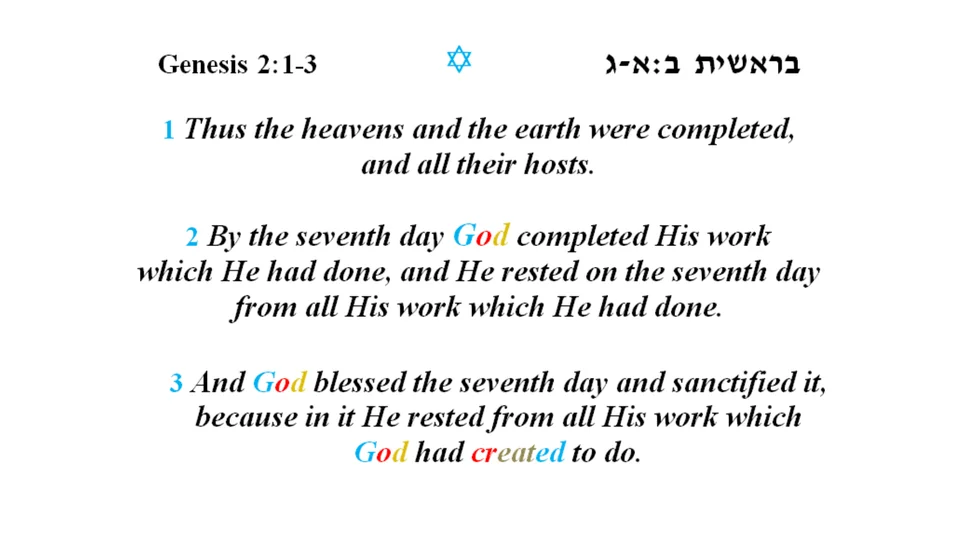 Genesis 2:1-3 בראשית ב:א-ג
1 Thus the heavens and the earth were completed,
and all their hosts.
2 By the seventh day God completed His work
which He had done, and He rested on the seventh day
from all His work which He had done.
3 And God blessed the seventh day and sanctified it,
because in it He rested from all His work which
God had created to do.